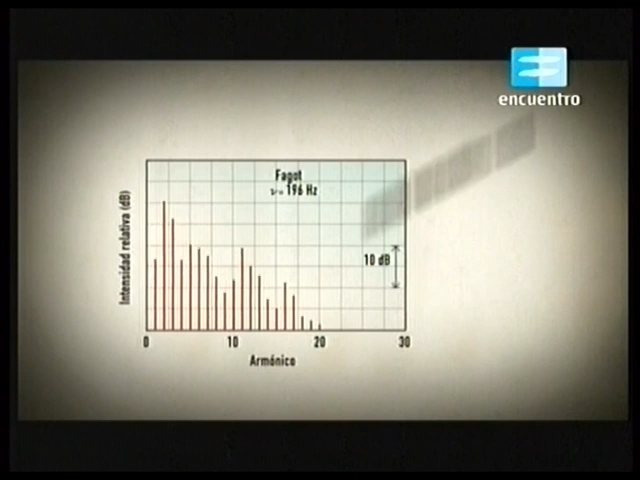 encuentro
Fagot
ν = 196 Hz
Intensidad relativa (dB)
10 dB
0 10 20 30
Armónico